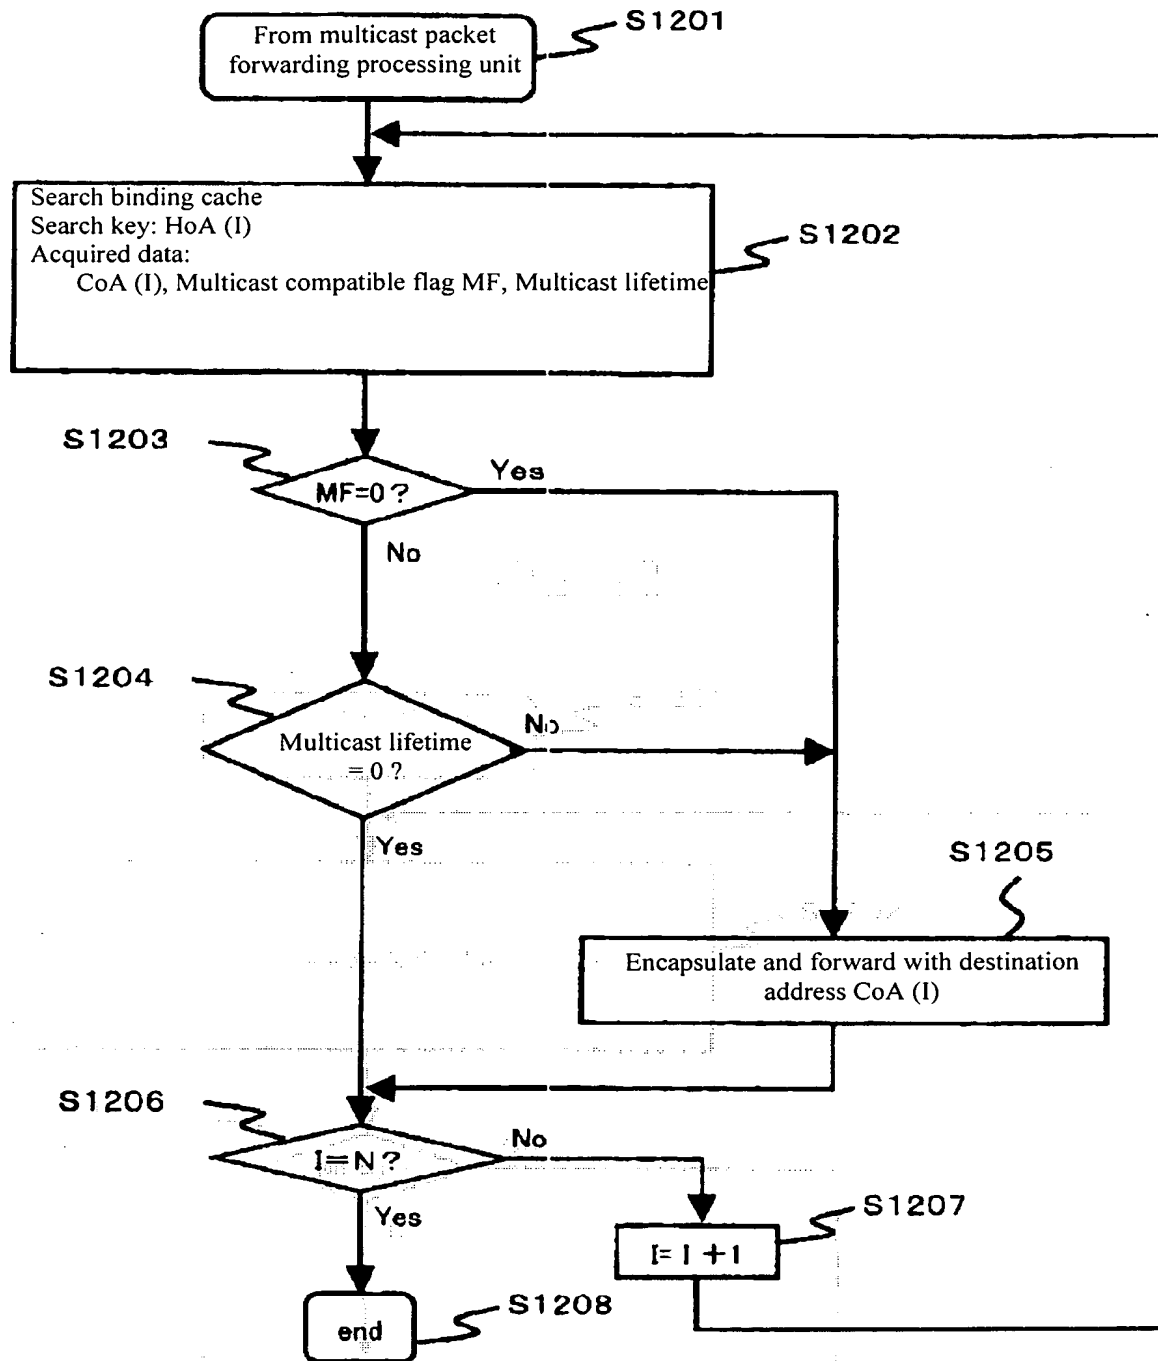 From multicast packet
forwarding processing unit
S1201
Search binding cache
Search key: HoA (I)
Acquired data:
CoA (I), Multicast compatible flag MF, Multicast lifetime
S1202
S1203
MF=0?
Yes
No
S1204
Multicast lifetime
= 0 ?
No
Yes
S1205
Encapsulate and forward with destination
address CoA (I)
S1206
I=N?
No
Yes
S1207
I= I +1
end
S1208